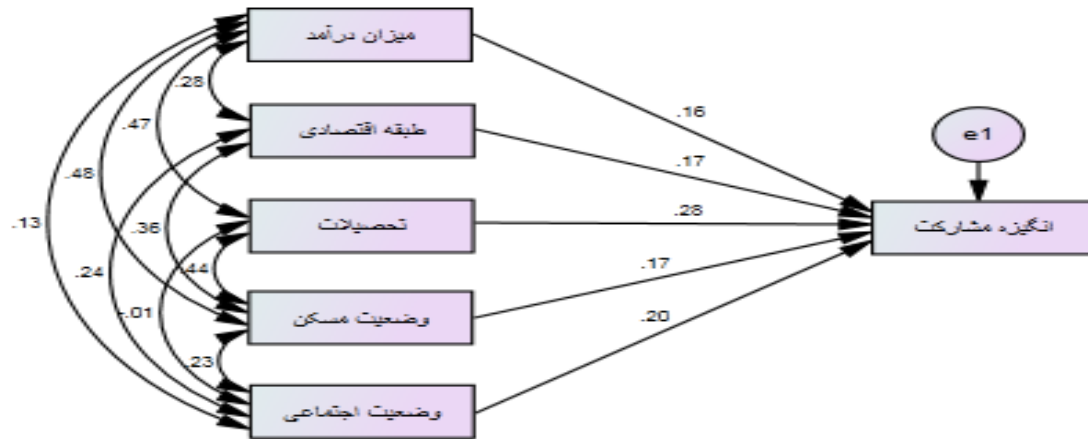 میزان درآمد
.28
.16
طبقه اقتصادی
e1
.47
.17
.48
.13
.36
تحصیلات
.28
انگیزه مشارکت
.24
.44
.17
-.01
وضعیت مسکن
.20
.23
وضعیت اجتماعی